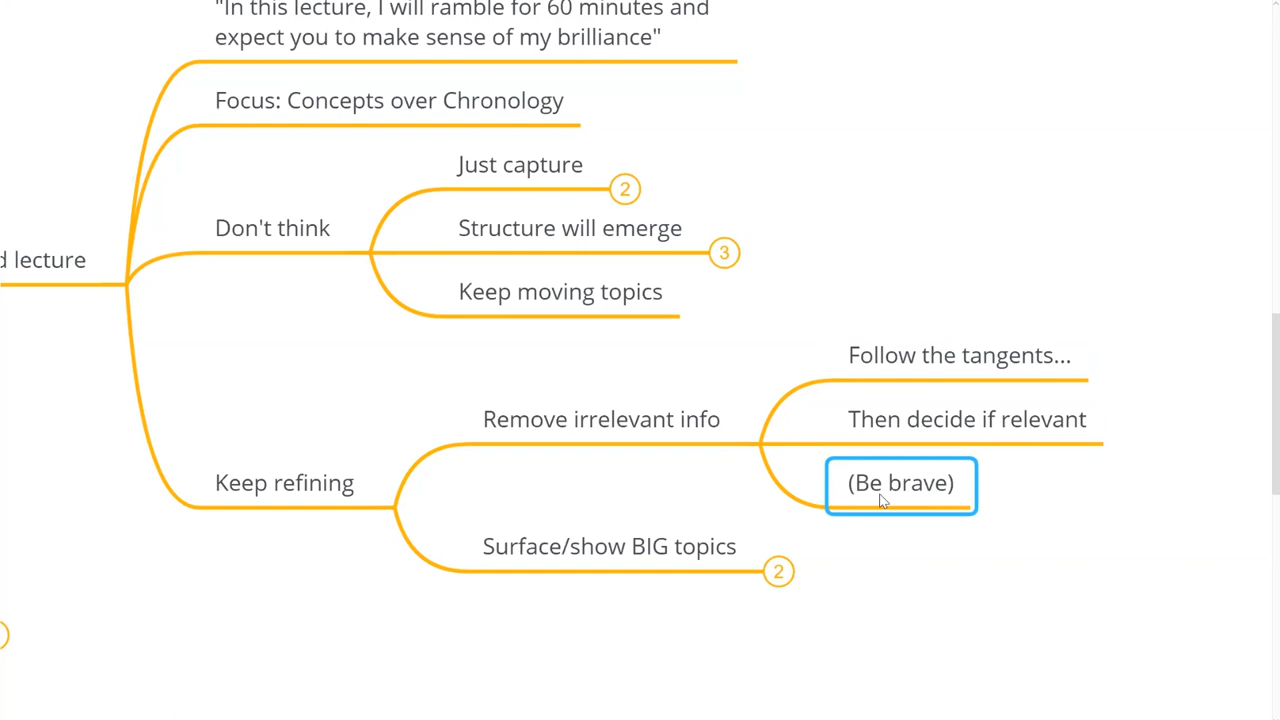 "In this lecture, I will ramble for 60 minutes and
expect you to make sense of my brilliance"
Focus: Concepts over Chronology
Just capture
2
Don't think
Structure will emerge
3
d lecture
Keep moving topics
Follow the tangents...
Remove irrelevant info
Then decide if relevant
Keep refining
(Be brave)
Surface/show BIG topics
2